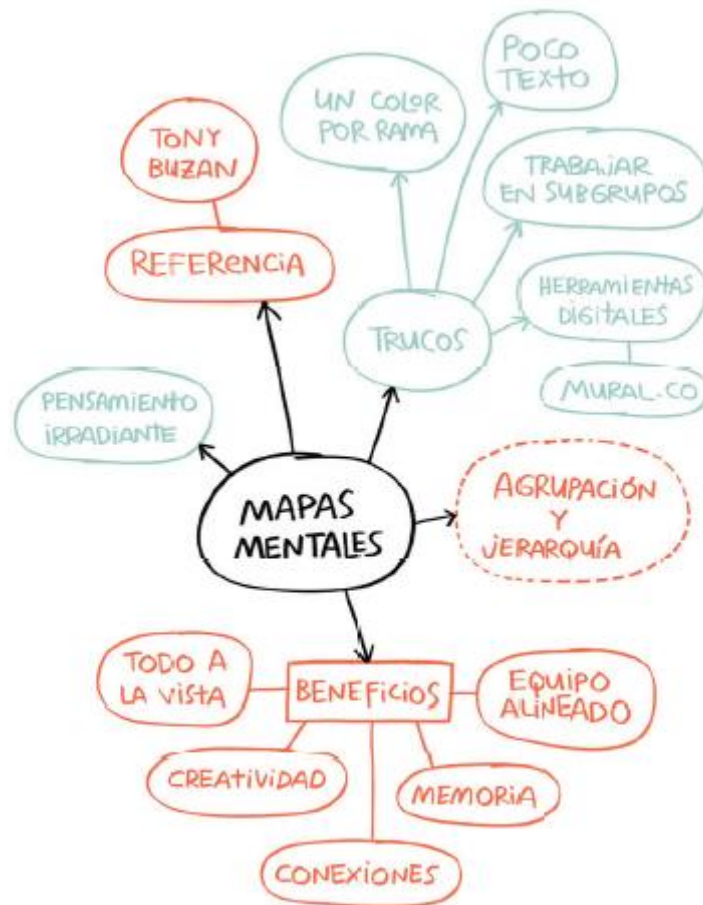 POCO
TEXTO
UN COLOR
POR RAMA
TONY
BUZAN
TRABAJAR
EN SUBGRUPOS
REFERENCIA
HERRAMIENTAS
DIGITALES
TRUCOS
MURAL.CO
PENSAMIENTO
IRRADIANTE
MAPAS
MENTALES
AGRUPACIÓN
Y
JERARQUÍA
TODO A
LA VISTA
BENEFICIOS
EQUIPO
ALINEADO
CREATIVIDAD
MEMORIA
CONEXIONES